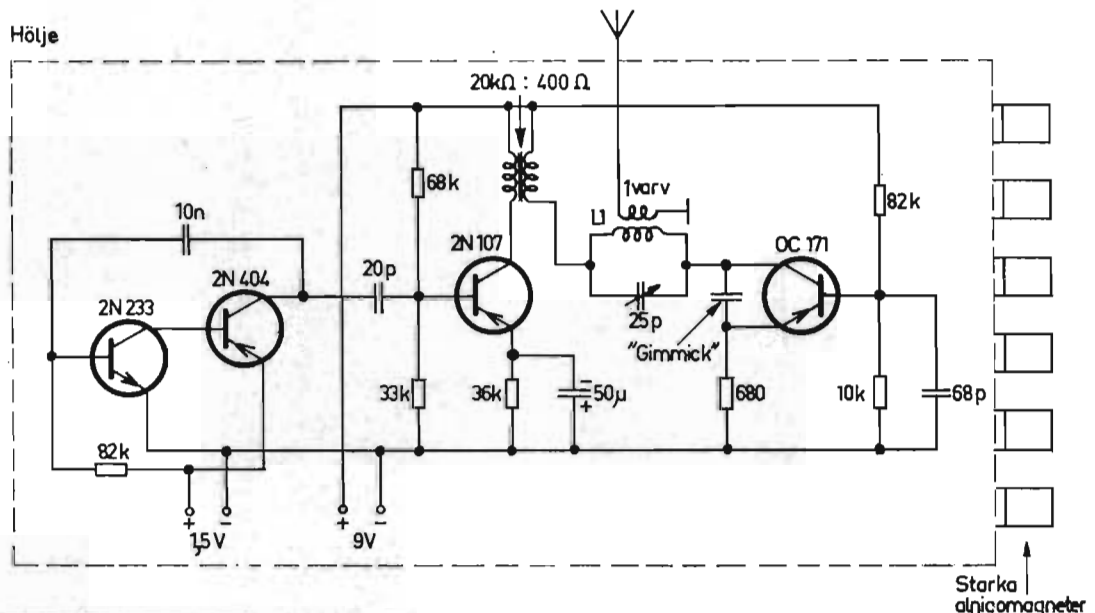 Hölje
20kΩ : 400 Ω
68k
1varv
L1
82k
10n
2N 107
OC 171
2N 404
20p
2N 233
25p
"Gimmick"
33k
36k
50µ
680
10k
68p
82k
+
-
+
-
+
-
1,5V
9V
Starka
alnicomagneter